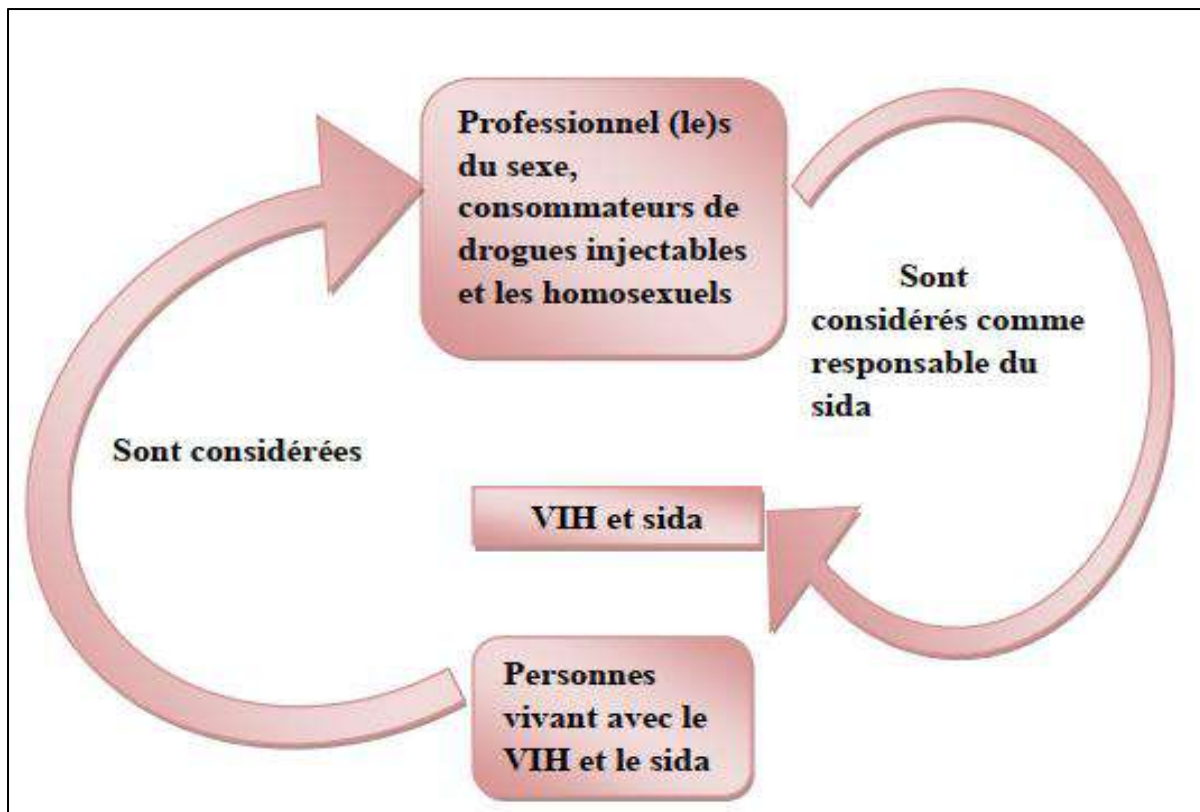 Professionnel (le)s
du sexe,
consommateurs de
drogues injectables
et les homosexuels
Sont
considérés comme
responsable du
sida
Sont considérées
VIH et sida
Personnes
vivant avec le
VIH et le sida